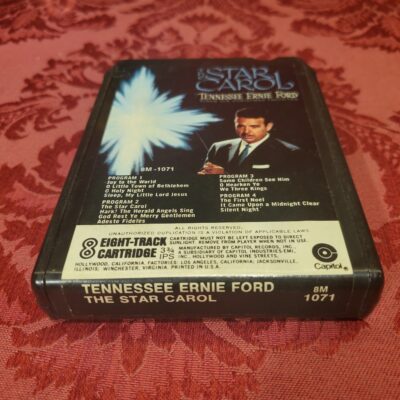 THE STAR
CAROL
TENNESSEE ERNIE FORD
8M-1071
PROGRAM 1
Joy to the World
O Little Town of Bethlehem
O Holy Night
Sleep, My Little Lord Jesus
PROGRAM 2
The Star Carol
Hark! The Herald Angels Sing
God Rest Ye Merry Gentlemen
Adeste Fideles
PROGRAM 3
Some Children See Him
O Hearken Ye
We Three Kings
PROGRAM 4
The First Noel
It Came Upon a Midnight Clear
Silent Night
UNAUTHORIZED DUPLICATION IS A VIOLATION OF APPLICABLE LAWS.
8 EIGHT-TRACK
CARTRIDGE 3¾ IPS
CARTRIDGE MUST NOT BE LEFT EXPOSED TO DIRECT
SUNLIGHT. REMOVE FROM PLAYER WHEN NOT IN USE.
MANUFACTURED BY CAPITOL RECORDS, INC.,
A SUBSIDIARY OF CAPITOL INDUSTRIES-EMI,
INC., HOLLYWOOD AND VINE STREETS,
HOLLYWOOD, CALIFORNIA. FACTORIES: LOS ANGELES, CALIFORNIA; JACKSONVILLE,
ILLINOIS; WINCHESTER, VIRGINIA. PRINTED IN U.S.A.
Capitol
TENNESSEE ERNIE FORD
THE STAR CAROL
8M
1071